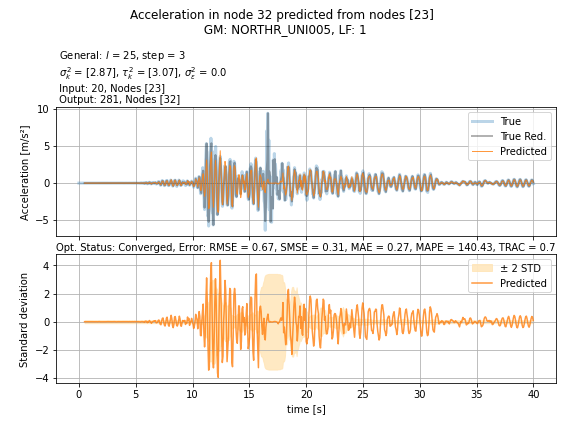 Acceleration in node 32 predicted from nodes [23]
GM: NORTHR_UNI005, LF: 1
General: l = 25, step = 3
σ²ₖ = [2.87], τ²ₖ = [3.07], σ²ε = 0.0
Input: 20, Nodes [23]
Output: 281, Nodes [32]
10
5
0
−5
Acceleration [m/s²]
True
True Red.
Predicted
Opt. Status: Converged, Error: RMSE = 0.67, SMSE = 0.31, MAE = 0.27, MAPE = 140.43, TRAC = 0.7
4
2
0
−2
−4
Standard deviation
± 2 STD
Predicted
0 5 10 15 20 25 30 35 40
time [s]